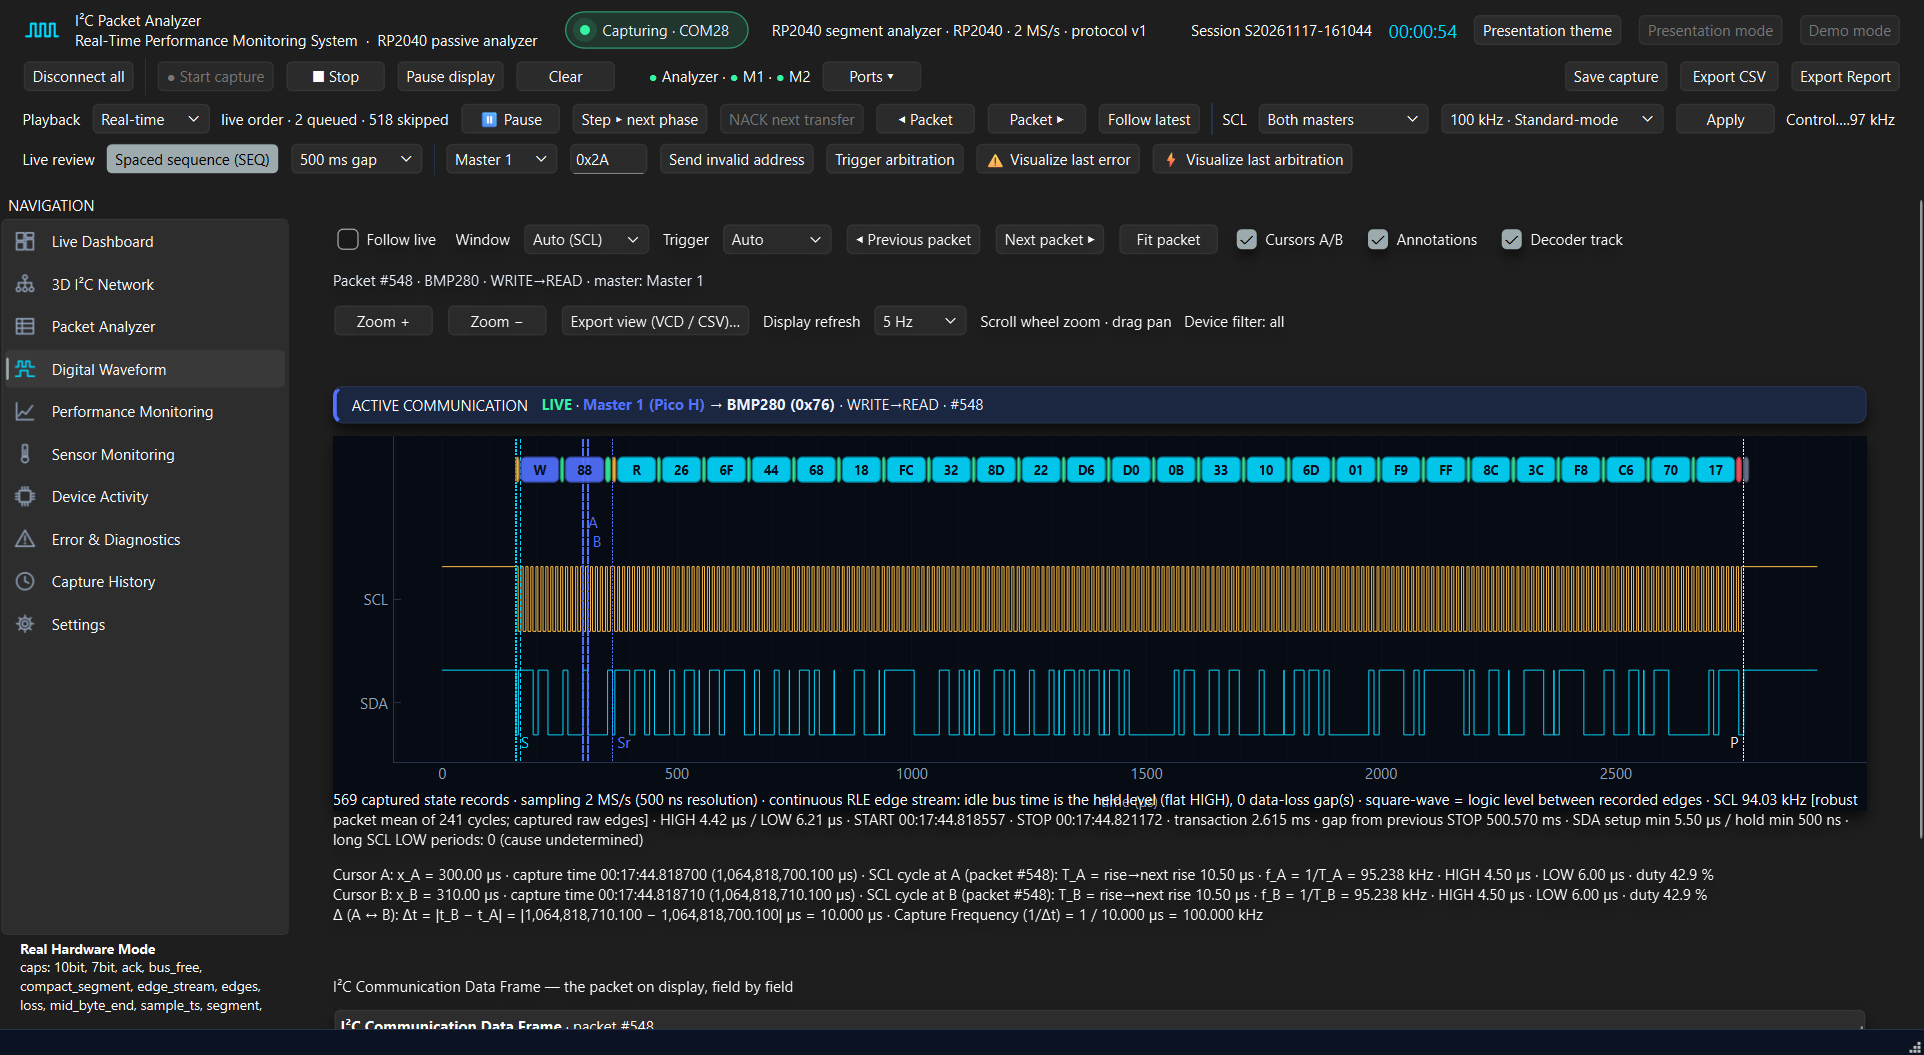 I²C Packet Analyzer
Real-Time Performance Monitoring System · RP2040 passive analyzer
Capturing · COM28
RP2040 segment analyzer · RP2040 · 2 MS/s · protocol v1
Session S20261117-161044 00:00:54
Presentation theme
Presentation mode
Demo mode
Disconnect all
● Start capture
■ Stop
Pause display
Clear
● Analyzer · ● M1 · ● M2
Ports ▾
Save capture
Export CSV
Export Report
Playback
Real-time
live order · 2 queued · 518 skipped
Pause
Step ▸ next phase
NACK next transfer
◂ Packet
Packet ▸
Follow latest
SCL
Both masters
100 kHz · Standard-mode
Apply
Control....97 kHz
Live review
Spaced sequence (SEQ)
500 ms gap
Master 1
0x2A
Send invalid address
Trigger arbitration
Visualize last error
Visualize last arbitration
NAVIGATION
Live Dashboard
3D I²C Network
Packet Analyzer
Digital Waveform
Performance Monitoring
Sensor Monitoring
Device Activity
Error & Diagnostics
Capture History
Settings
Real Hardware Mode
caps: 10bit, 7bit, ack, bus_free,
compact_segment, edge_stream, edges,
loss, mid_byte_end, sample_ts, segment,
Follow live
Window
Auto (SCL)
Trigger
Auto
◂ Previous packet
Next packet ▸
Fit packet
Cursors A/B
Annotations
Decoder track
Packet #548 · BMP280 · WRITE→READ · master: Master 1
Zoom +
Zoom −
Export view (VCD / CSV)...
Display refresh
5 Hz
Scroll wheel zoom · drag pan
Device filter: all
ACTIVE COMMUNICATION LIVE · Master 1 (Pico H) → BMP280 (0x76) · WRITE→READ · #548
W 88 R 26 6F 44 68 18 FC 32 8D 22 D6 D0 0B 33 10 6D 01 F9 FF 8C 3C F8 C6 70 17
A
B
SCL
SDA
S
Sr
P
0 500 1000 1500 2000 2500
time (µs)
569 captured state records · sampling 2 MS/s (500 ns resolution) · continuous RLE edge stream: idle bus time is the held level (flat HIGH), 0 data-loss gap(s) · square-wave = logic level between recorded edges · SCL 94.03 kHz [robust
packet mean of 241 cycles; captured raw edges] · HIGH 4.42 µs / LOW 6.21 µs · START 00:17:44.818557 · STOP 00:17:44.821172 · transaction 2.615 ms · gap from previous STOP 500.570 ms · SDA setup min 5.50 µs / hold min 500 ns ·
long SCL LOW periods: 0 (cause undetermined)
Cursor A: x_A = 300.00 µs · capture time 00:17:44.818700 (1,064,818,700.100 µs) · SCL cycle at A (packet #548): T_A = rise→next rise 10.50 µs · f_A = 1/T_A = 95.238 kHz · HIGH 4.50 µs · LOW 6.00 µs · duty 42.9 %
Cursor B: x_B = 310.00 µs · capture time 00:17:44.818710 (1,064,818,710.100 µs) · SCL cycle at B (packet #548): T_B = rise→next rise 10.50 µs · f_B = 1/T_B = 95.238 kHz · HIGH 4.50 µs · LOW 6.00 µs · duty 42.9 %
Δ (A ↔ B): Δt = |t_B − t_A| = |1,064,818,710.100 − 1,064,818,700.100| µs = 10.000 µs · Capture Frequency (1/Δt) = 1 / 10.000 µs = 100.000 kHz
I²C Communication Data Frame — the packet on display, field by field
I²C Communication Data Frame · packet #548